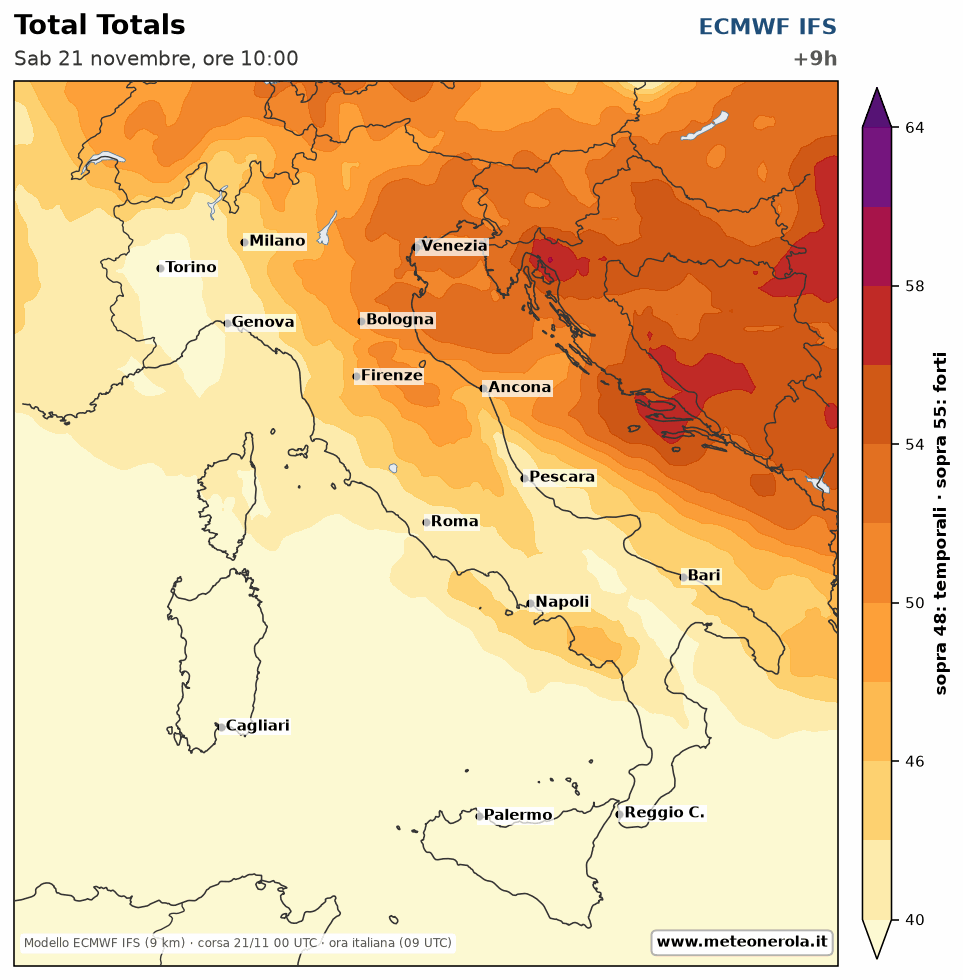 Total Totals
ECMWF IFS
Sab 21 novembre, ore 10:00
+9h
Milano
Torino
Venezia
Genova
Bologna
Firenze
Ancona
Pescara
Roma
Bari
Napoli
Cagliari
Palermo
Reggio C.
64
58
54
50
46
40
sopra 48: temporali · sopra 55: forti
Modello ECMWF IFS (9 km) · corsa 21/11 00 UTC · ora italiana (09 UTC)
www.meteonerola.it